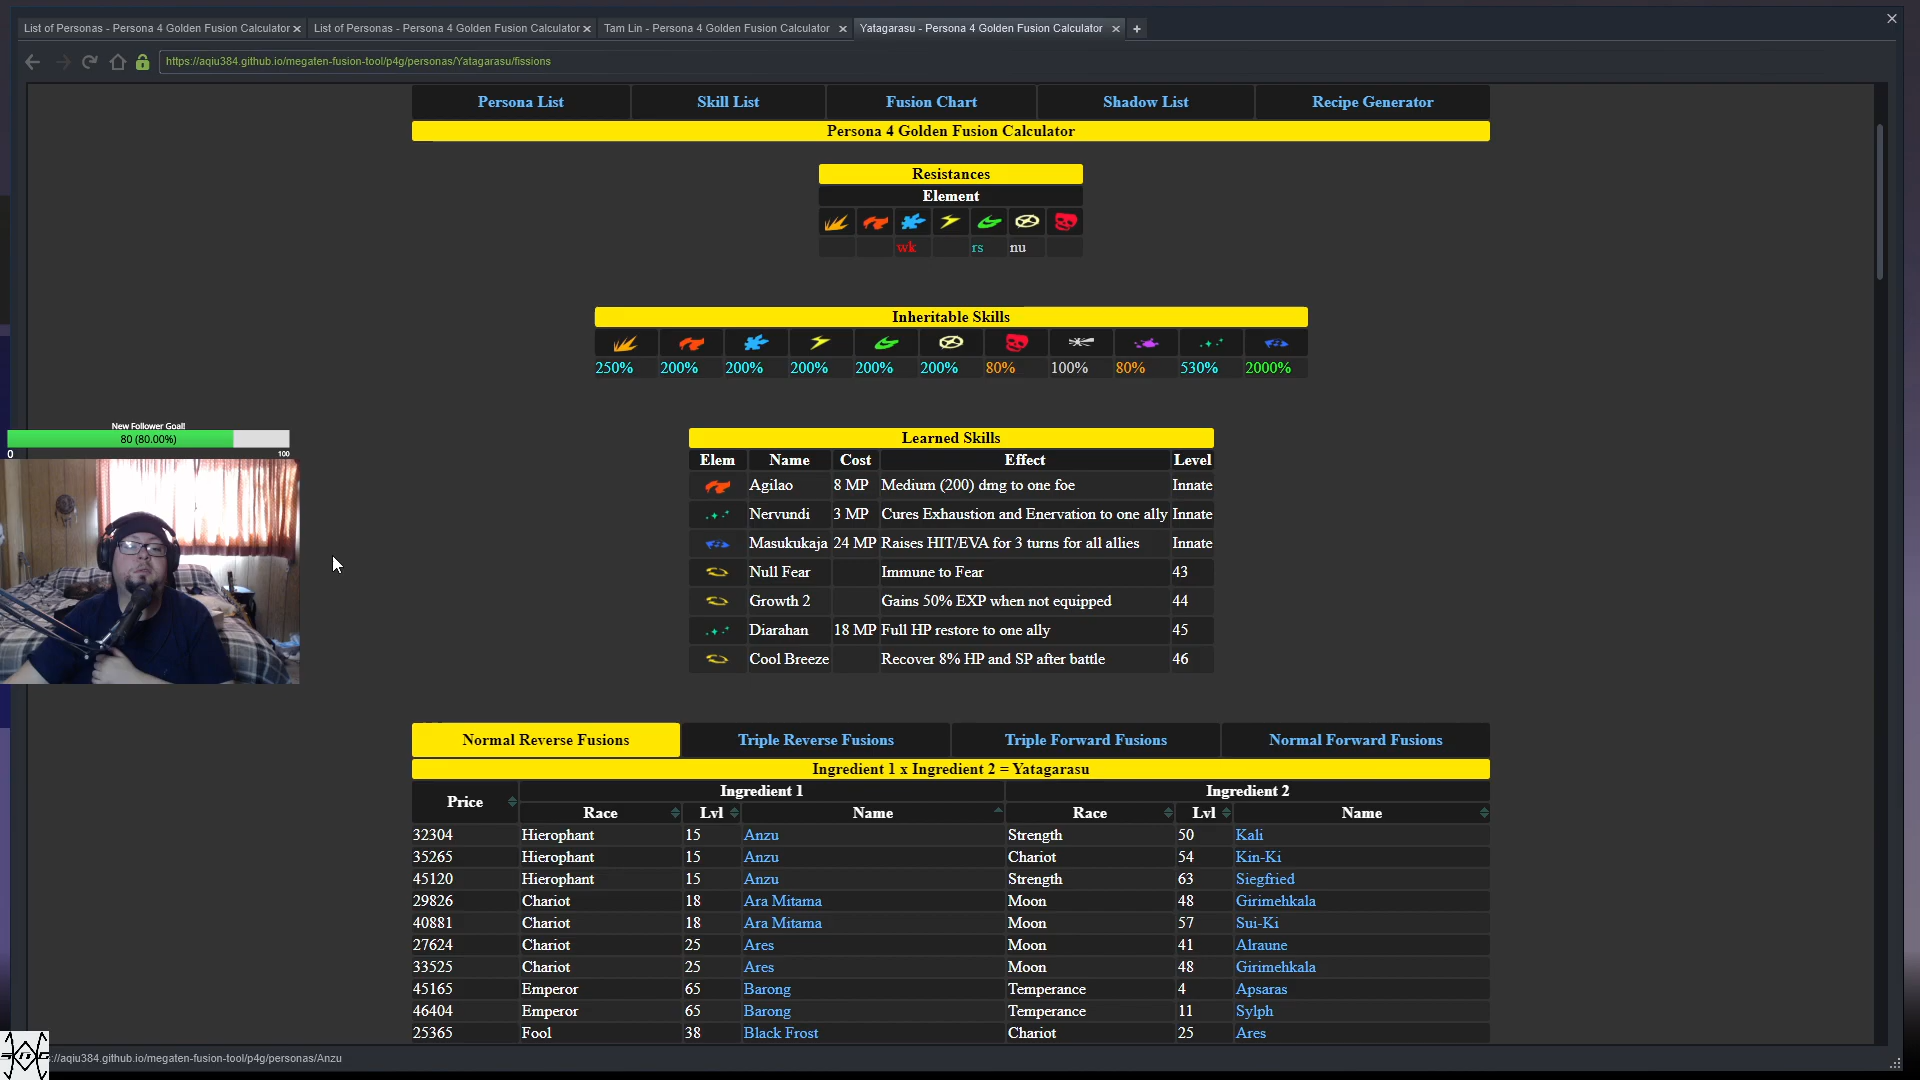 List of Personas - Persona 4 Golden Fusion Calculator
List of Personas - Persona 4 Golden Fusion Calculator
Tam Lin - Persona 4 Golden Fusion Calculator
Yatagarasu - Persona 4 Golden Fusion Calculator
https://aqiu384.github.io/megaten-fusion-tool/p4g/personas/Yatagarasu/fissions
Persona List Skill List Fusion Chart Shadow List Recipe Generator
Persona 4 Golden Fusion Calculator
Resistances
Element
wk rs nu
Inheritable Skills
250% 200% 200% 200% 200% 200% 80% 100% 80% 530% 2000%
New Follower Goal!
80 (80.00%)
0 100
Learned Skills
Elem Name Cost Effect Level
Agilao 8 MP Medium (200) dmg to one foe Innate
Nervundi 3 MP Cures Exhaustion and Enervation to one ally Innate
Masukukaja 24 MP Raises HIT/EVA for 3 turns for all allies Innate
Null Fear Immune to Fear 43
Growth 2 Gains 50% EXP when not equipped 44
Diarahan 18 MP Full HP restore to one ally 45
Cool Breeze Recover 8% HP and SP after battle 46
Normal Reverse Fusions Triple Reverse Fusions Triple Forward Fusions Normal Forward Fusions
Ingredient 1 x Ingredient 2 = Yatagarasu
Price Ingredient 1 Ingredient 2
Race Lvl Name Race Lvl Name
32304 Hierophant 15 Anzu Strength 50 Kali
35265 Hierophant 15 Anzu Chariot 54 Kin-Ki
45120 Hierophant 15 Anzu Strength 63 Siegfried
29826 Chariot 18 Ara Mitama Moon 48 Girimehkala
40881 Chariot 18 Ara Mitama Moon 57 Sui-Ki
27624 Chariot 25 Ares Moon 41 Alraune
33525 Chariot 25 Ares Moon 48 Girimehkala
45165 Emperor 65 Barong Temperance 4 Apsaras
46404 Emperor 65 Barong Temperance 11 Sylph
25365 Fool 38 Black Frost Chariot 25 Ares
://aqiu384.github.io/megaten-fusion-tool/p4g/personas/Anzu